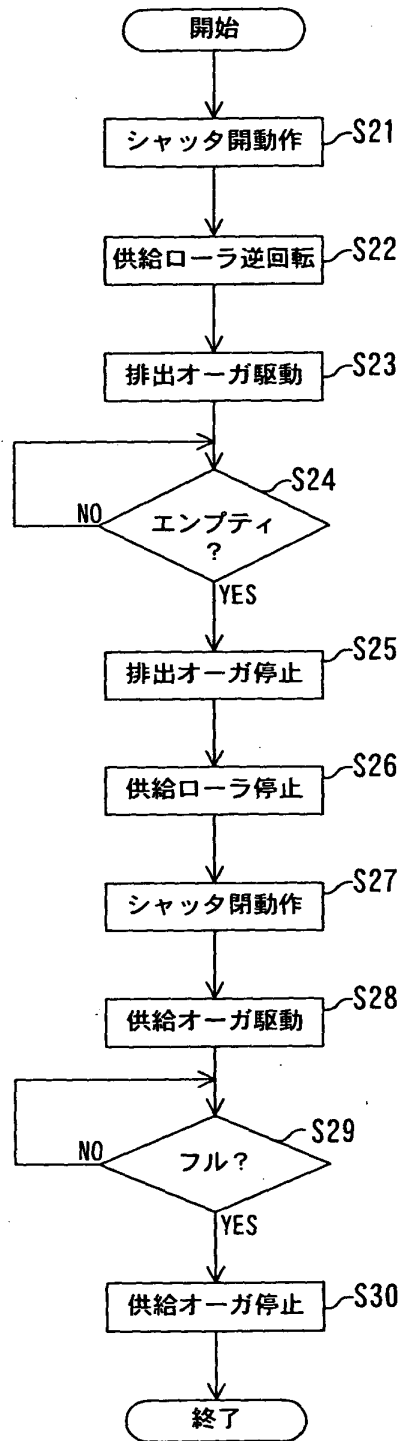 開始
シャッタ開動作
S21
供給ローラ逆回転
S22
排出オーガ駆動
S23
S24
エンプティ
?
NO
YES
排出オーガ停止
S25
供給ローラ停止
S26
シャッタ閉動作
S27
供給オーガ駆動
S28
S29
フル?
NO
YES
供給オーガ停止
S30
終了